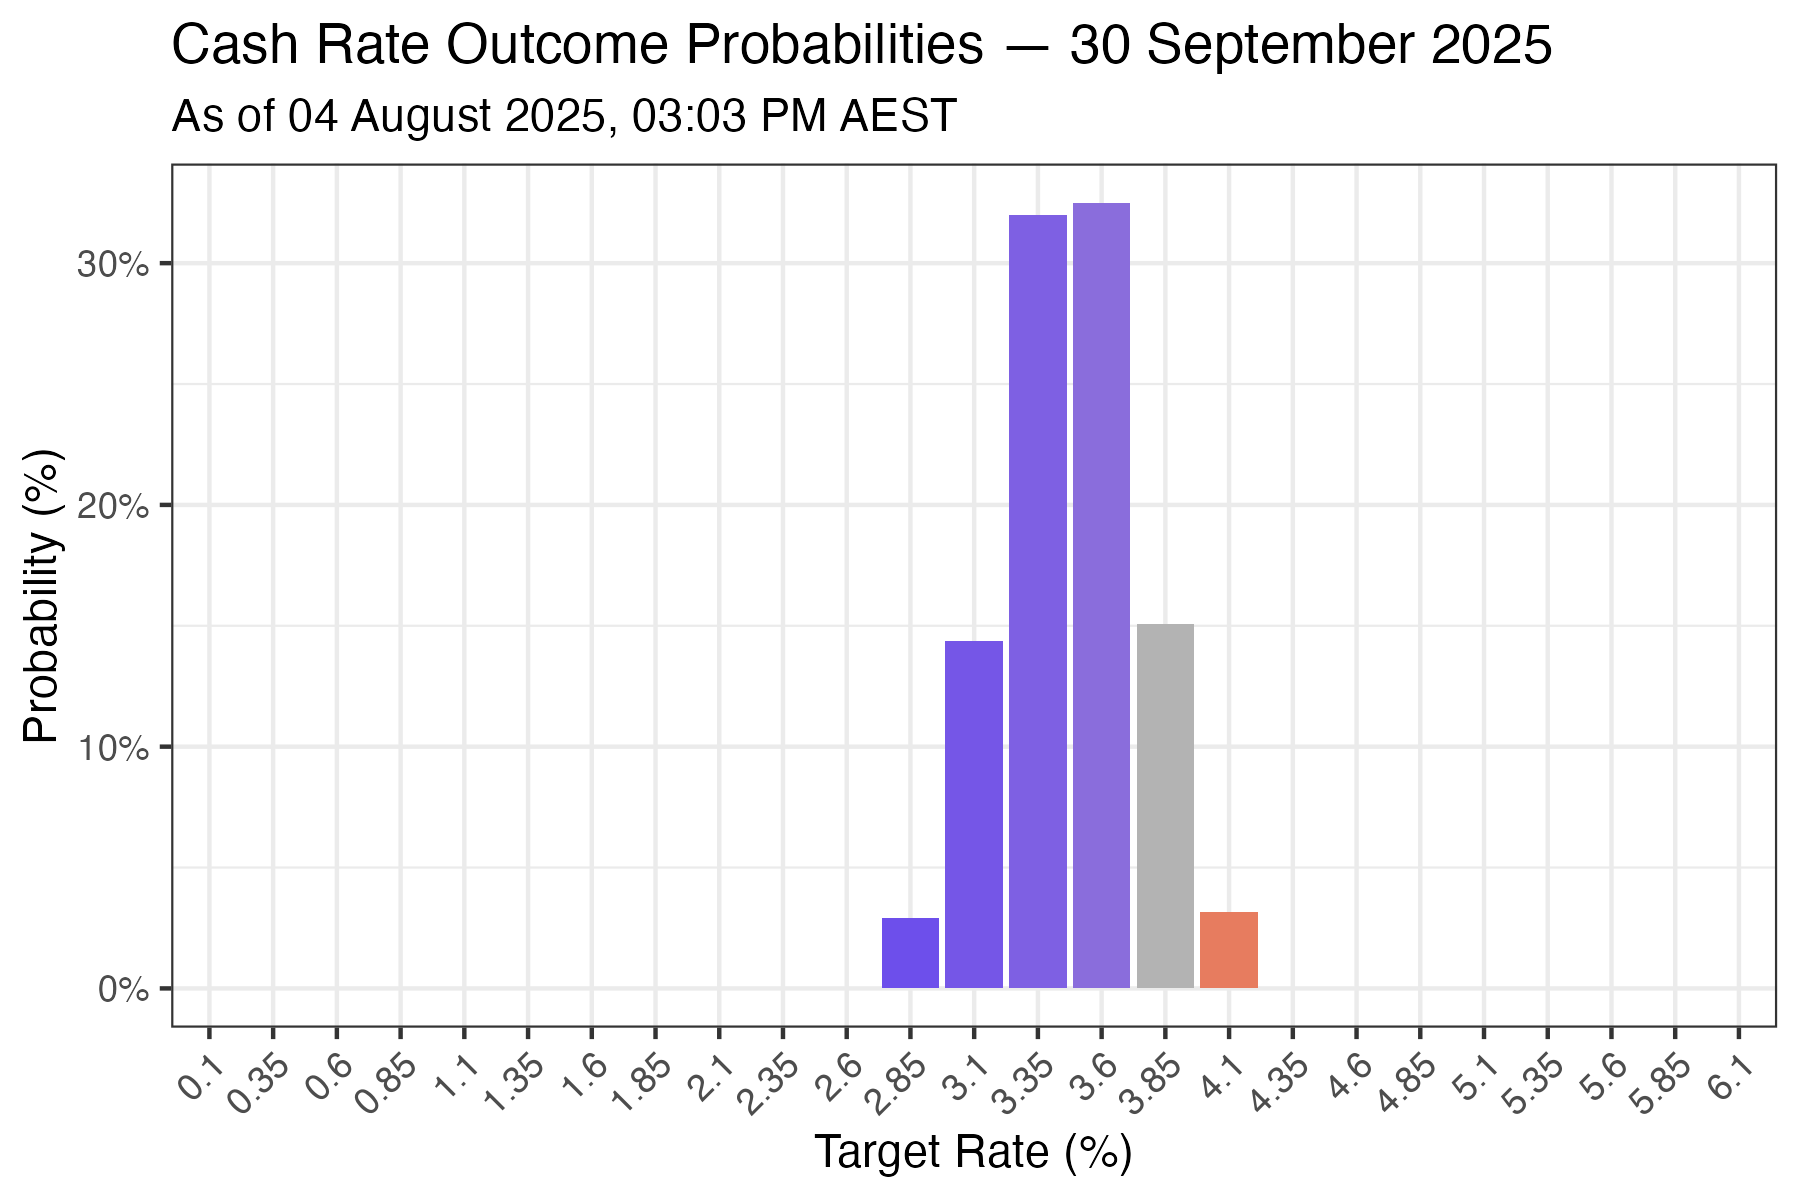 Cash Rate Outcome Probabilities — 30 September 2025
As of 04 August 2025, 03:03 PM AEST
Probability (%)
30%
20%
10%
0%
0.1 0.35 0.6 0.85 1.1 1.35 1.6 1.85 2.1 2.35 2.6 2.85 3.1 3.35 3.6 3.85 4.1 4.35 4.6 4.85 5.1 5.35 5.6 5.85 6.1
Target Rate (%)